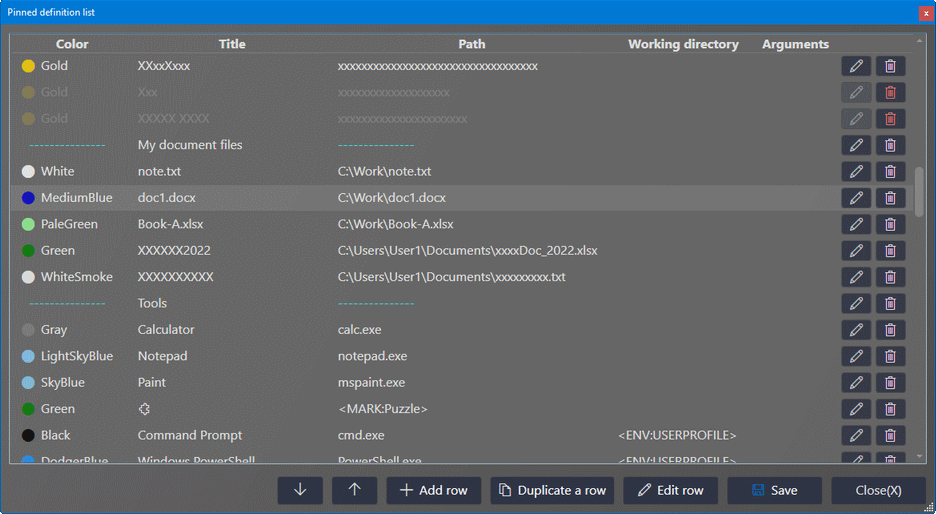 Pinned definition list
Color Title Path Working directory Arguments
Gold XXxxXxxx xxxxxxxxxxxxxxxxxxxxxxxxxxxxxxxxxx
Gold Xxx xxxxxxxxxxxxxxxxxxx
Gold XXXXX XXXX xxxxxxxxxxxxxxxxxxxxxx
--------------- My document files ---------------
White note.txt C:\Work\note.txt
MediumBlue doc1.docx C:\Work\doc1.docx
PaleGreen Book-A.xlsx C:\Work\Book-A.xlsx
Green XXXXXX2022 C:\Users\User1\Documents\xxxxDoc_2022.xlsx
WhiteSmoke XXXXXXXXXX C:\Users\User1\Documents\xxxxxxxxx.txt
--------------- Tools ---------------
Gray Calculator calc.exe
LightSkyBlue Notepad notepad.exe
SkyBlue Paint mspaint.exe
Green <MARK:Puzzle>
Black Command Prompt cmd.exe <ENV:USERPROFILE>
DodgerBlue Windows PowerShell PowerShell.exe <ENV:USERPROFILE>
Add row Duplicate a row Edit row Save Close(X)